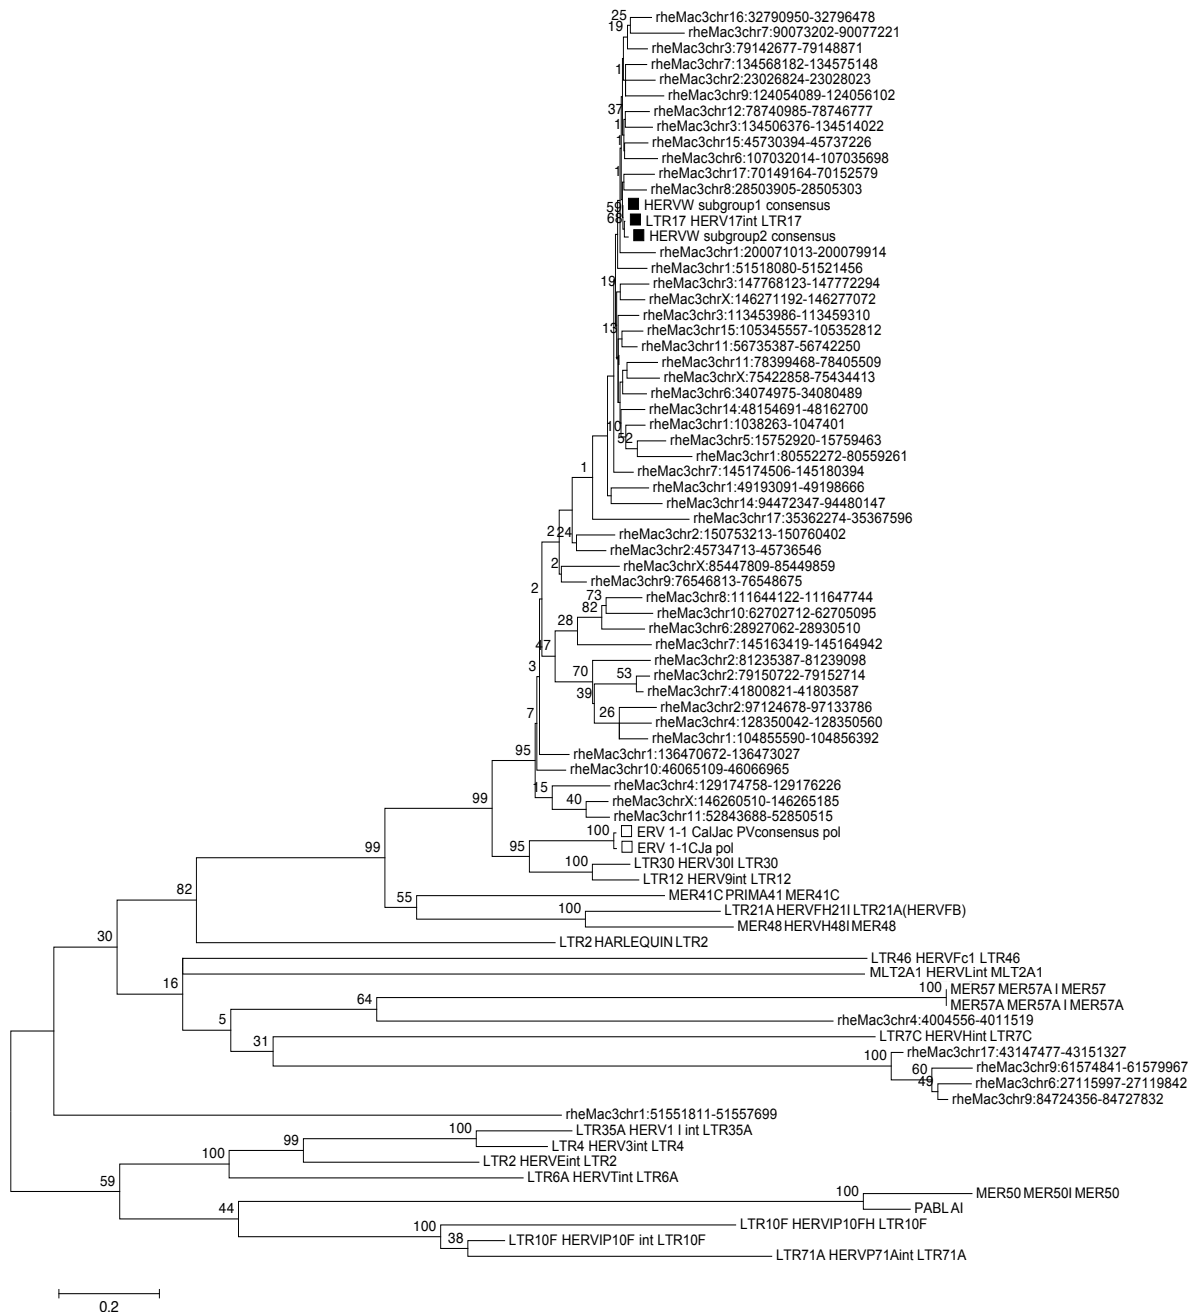 25
rheMac3chr16:32790950-32796478
19
rheMac3chr7:90073202-90077221
rheMac3chr3:79142677-79148871
rheMac3chr7:134568182-134575148
1
rheMac3chr2:23026824-23028023
rheMac3chr9:124054089-124056102
37
rheMac3chr12:78740985-78746777
1
rheMac3chr3:134506376-134514022
1
rheMac3chr15:45730394-45737226
rheMac3chr6:107032014-107035698
1
rheMac3chr17:70149164-70152579
rheMac3chr8:28503905-28505303
59
HERVW subgroup1 consensus
68
LTR17 HERV17int LTR17
HERVW subgroup2 consensus
rheMac3chr1:200071013-200079914
rheMac3chr1:51518080-51521456
19
rheMac3chr3:147768123-147772294
rheMac3chrX:146271192-146277072
rheMac3chr3:113453986-113459310
13
rheMac3chr15:105345557-105352812
rheMac3chr11:56735387-56742250
rheMac3chr11:78399468-78405509
rheMac3chrX:75422858-75434413
rheMac3chr6:34074975-34080489
rheMac3chr14:48154691-48162700
10
rheMac3chr1:1038263-1047401
52
rheMac3chr5:15752920-15759463
rheMac3chr1:80552272-80559261
1
rheMac3chr7:145174506-145180394
rheMac3chr1:49193091-49198666
rheMac3chr14:94472347-94480147
rheMac3chr17:35362274-35367596
2 24
rheMac3chr2:150753213-150760402
rheMac3chr2:45734713-45736546
2
rheMac3chrX:85447809-85449859
rheMac3chr9:76546813-76548675
2
73
rheMac3chr8:111644122-111647744
82
rheMac3chr10:62702712-62705095
28
rheMac3chr6:28927062-28930510
47
rheMac3chr7:145163419-145164942
3
rheMac3chr2:81235387-81239098
70
53
rheMac3chr2:79150722-79152714
39
rheMac3chr7:41800821-41803587
26
rheMac3chr2:97124678-97133786
7
rheMac3chr4:128350042-128350560
rheMac3chr1:104855590-104856392
95
rheMac3chr1:136470672-136473027
rheMac3chr10:46065109-46066965
15
rheMac3chr4:129174758-129176226
99
40
rheMac3chrX:146260510-146265185
rheMac3chr11:52843688-52850515
100
ERV 1-1 CalJac PVconsensus pol
95
ERV 1-1CJa pol
99
100
LTR30 HERV30I LTR30
LTR12 HERV9int LTR12
82
55
MER41C PRIMA41 MER41C
100
LTR21A HERVFH21I LTR21A(HERVFB)
MER48 HERVH48I MER48
30
LTR2 HARLEQUIN LTR2
LTR46 HERVFc1 LTR46
MLT2A1 HERVLint MLT2A1
16
100
MER57 MER57A I MER57
64
MER57A MER57A I MER57A
5
rheMac3chr4:4004556-4011519
31
LTR7C HERVHint LTR7C
100
rheMac3chr17:43147477-43151327
60
rheMac3chr9:61574841-61579967
49
rheMac3chr6:27115997-27119842
rheMac3chr9:84724356-84727832
rheMac3chr1:51551811-51557699
100
LTR35A HERV1 I int LTR35A
99
LTR4 HERV3int LTR4
100
LTR2 HERVEint LTR2
59
LTR6A HERVTint LTR6A
100
MER50 MER50I MER50
44
PABLAI
100
LTR10F HERVIP10FH LTR10F
38
LTR10F HERVIP10F int LTR10F
LTR71A HERVP71Aint LTR71A
0.2